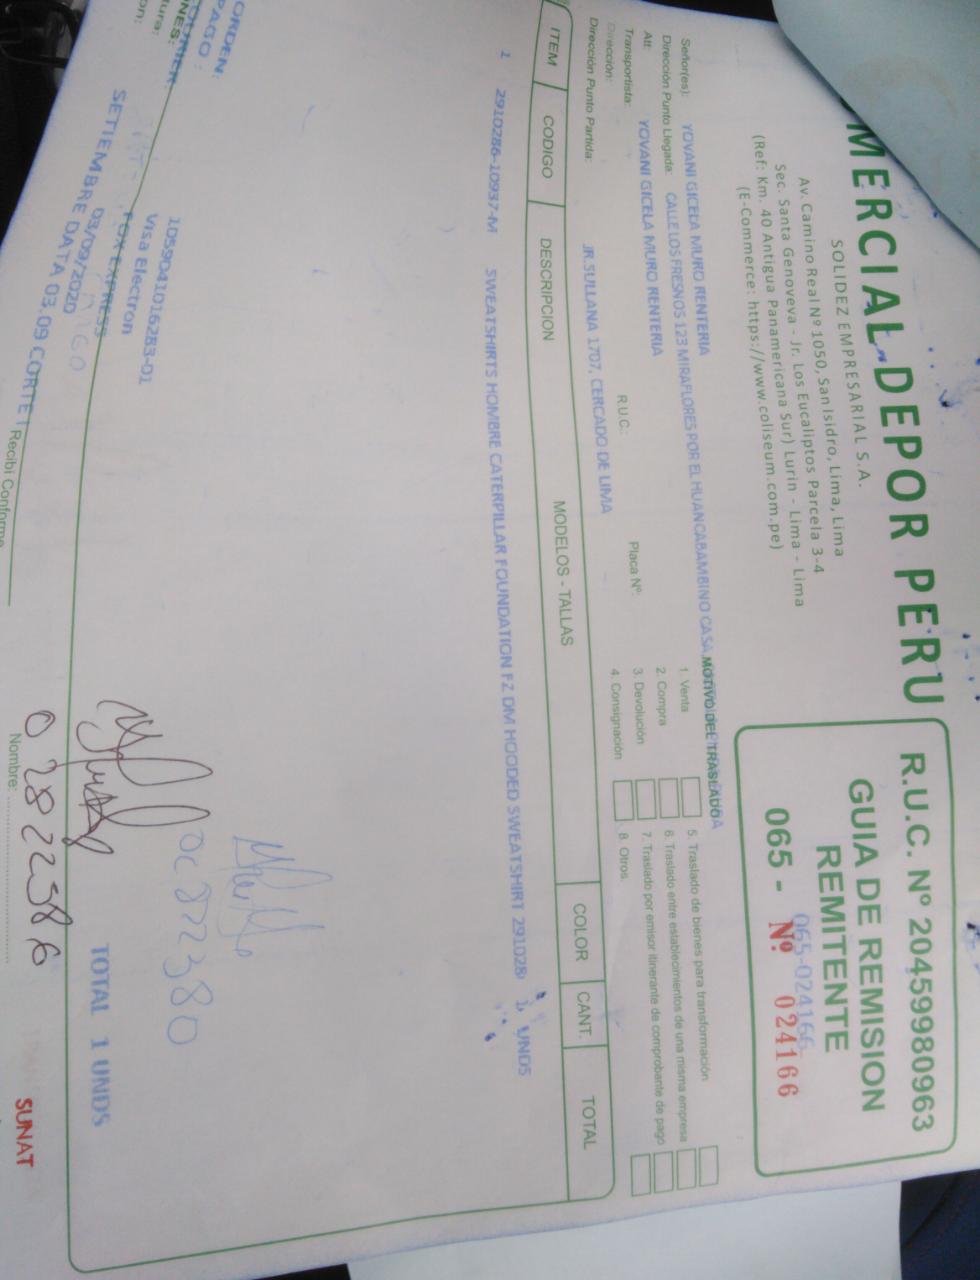 MERCIAL DEPOR PERU
SOLIDEZ EMPRESARIAL S.A.
Av. Camino Real Nº 1050, San Isidro, Lima, Lima
Sec. Santa Genoveva - Jr. Los Eucaliptos Parcela 3-4
(Ref: Km. 40 Antigua Panamericana Sur) Lurin - Lima - Lima
(E-Commerce: https://www.coliseum.com.pe)
R.U.C. Nº 20459980963
GUIA DE REMISION
REMITENTE
065-024166
065 - Nº 024166
Señor(es): YOVANI GICELA MURO RENTERIA
Dirección Punto Llegada: CALLE LOS FRESNOS 123 MIRAFLORES POR EL HUANCABAMBINO CASA
Att: YOVANI GICELA MURO RENTERIA
Transportista: R.U.C.: Placa Nº:
Dirección:
Dirección Punto Partida: JR.SULLANA 1707, CERCADO DE LIMA
MOTIVO DEL TRASLADO
1. Venta
2. Compra
3. Devolución
4. Consignación
5. Traslado de bienes para transformación
6. Traslado entre establecimientos de una misma empresa
7. Traslado por emisor itinerante de comprobante de pago
8. Otros.
ITEM CODIGO DESCRIPCION MODELOS - TALLAS COLOR CANT. TOTAL
1 2910286-10937-M SWEATSHIRTS HOMBRE CATERPILLAR FOUNDATION FZ DM HOODED SWEATSHIRT 291028 1 UNDS
ORDEN: 1059041016283-01
PAGO : Visa Electron
COURIER: FOX EXPRESS
NES: 03/09/2020
SETIEMBRE DATA 03.09 CORTE 1
tura:
on:
TOTAL 1 UNDS
Recibi Conforme
Nombre:
SUNAT